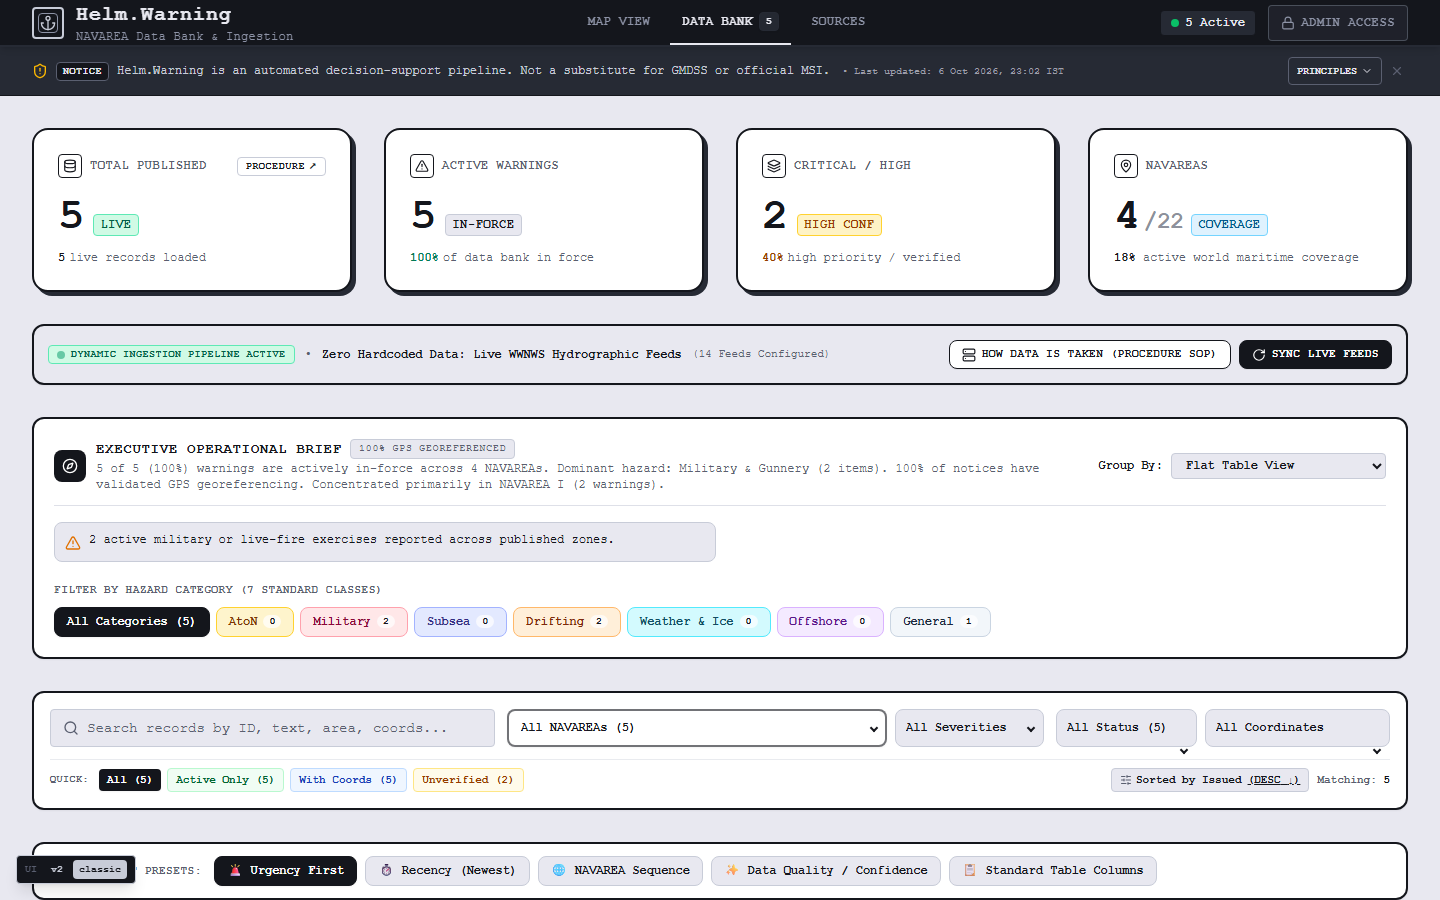 Helm.Warning
NAVAREA Data Bank & Ingestion
MAP VIEW
DATA BANK 5
SOURCES
5 Active
ADMIN ACCESS
NOTICE Helm.Warning is an automated decision-support pipeline. Not a substitute for GMDSS or official MSI. • Last updated: 6 Oct 2026, 23:02 IST
PRINCIPLES
TOTAL PUBLISHED
PROCEDURE ↗
5 LIVE
5 live records loaded
ACTIVE WARNINGS
5 IN-FORCE
100% of data bank in force
CRITICAL / HIGH
2 HIGH CONF
40% high priority / verified
NAVAREAS
4 /22 COVERAGE
18% active world maritime coverage
DYNAMIC INGESTION PIPELINE ACTIVE • Zero Hardcoded Data: Live WWNWS Hydrographic Feeds (14 Feeds Configured)
HOW DATA IS TAKEN (PROCEDURE SOP)
SYNC LIVE FEEDS
EXECUTIVE OPERATIONAL BRIEF 100% GPS GEOREFERENCED
5 of 5 (100%) warnings are actively in-force across 4 NAVAREAs. Dominant hazard: Military & Gunnery (2 items). 100% of notices have
validated GPS georeferencing. Concentrated primarily in NAVAREA I (2 warnings).
Group By: Flat Table View
2 active military or live-fire exercises reported across published zones.
FILTER BY HAZARD CATEGORY (7 STANDARD CLASSES)
All Categories (5)
AtoN 0
Military 2
Subsea 0
Drifting 2
Weather & Ice 0
Offshore 0
General 1
Search records by ID, text, area, coords...
All NAVAREAs (5)
All Severities
All Status (5)
All Coordinates
QUICK: All (5) Active Only (5) With Coords (5) Unverified (2)
Sorted by Issued (DESC ↓)
Matching: 5
UI v2 classic
PRESETS:
Urgency First
Recency (Newest)
NAVAREA Sequence
Data Quality / Confidence
Standard Table Columns